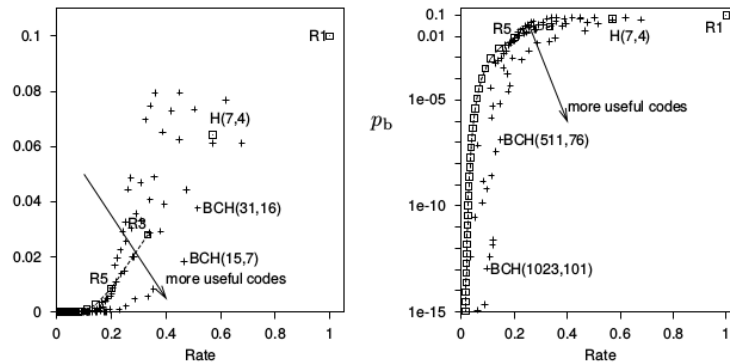 0.1
0.08
0.06
0.04
0.02
0
R1
H(7,4)
R3
BCH(31,16)
BCH(15,7)
R5
more useful codes
0 0.2 0.4 0.6 0.8 1
Rate
p_b
0.1
0.01
1e-05
1e-10
1e-15
R5
H(7,4)
R1
more useful codes
BCH(511,76)
BCH(1023,101)
0 0.2 0.4 0.6 0.8 1
Rate